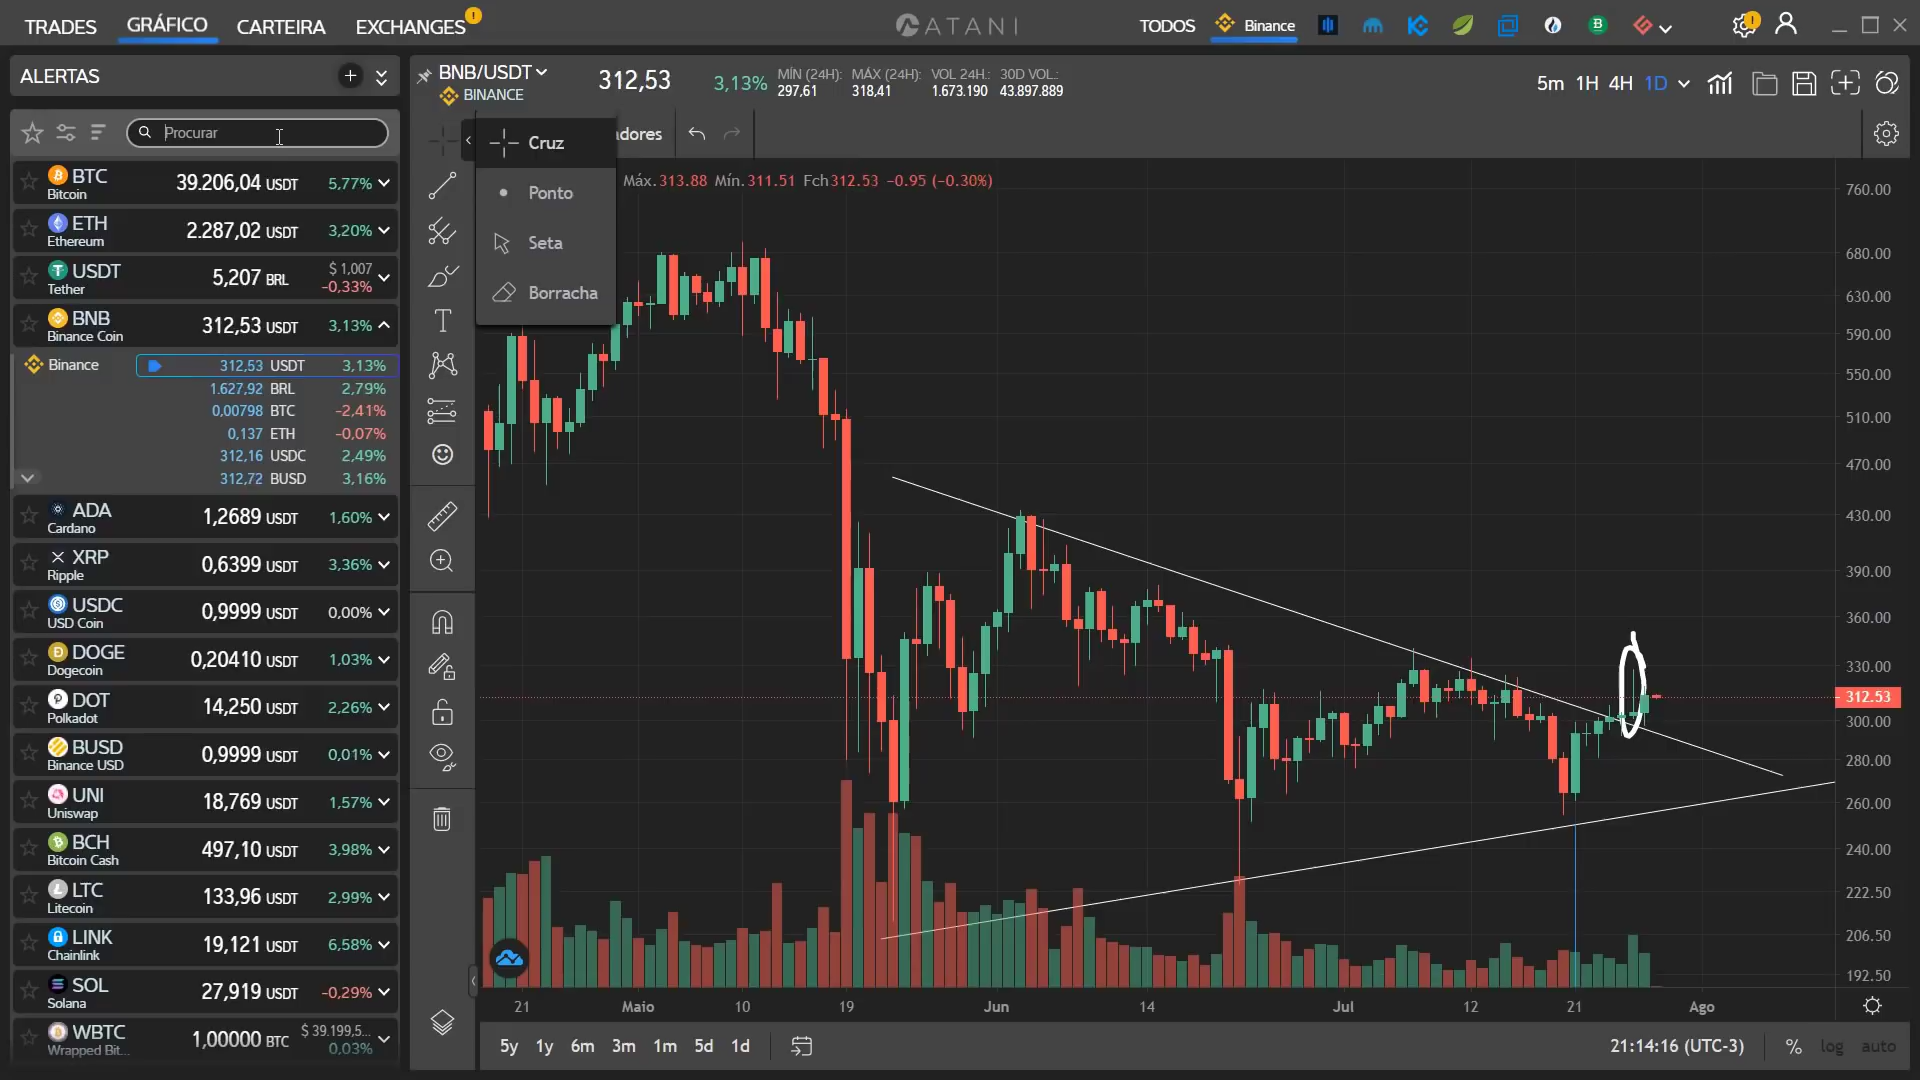 TRADES GRÁFICO CARTEIRA EXCHANGES ATANI TODOS Binance
ALERTAS
Procurar
BTC 39.206,04 USDT 5,77%
Bitcoin
ETH 2.287,02 USDT 3,20%
Ethereum
USDT 5,207 BRL $ 1,007
Tether -0,33%
BNB 312,53 USDT 3,13%
Binance Coin
Binance 312,53 USDT 3,13%
1.627,92 BRL 2,79%
0,00798 BTC -2,41%
0,137 ETH -0,07%
312,16 USDC 2,49%
312,72 BUSD 3,16%
ADA 1,2689 USDT 1,60%
Cardano
XRP 0,6399 USDT 3,36%
Ripple
USDC 0,9999 USDT 0,00%
USD Coin
DOGE 0,20410 USDT 1,03%
Dogecoin
DOT 14,250 USDT 2,26%
Polkadot
BUSD 0,9999 USDT 0,01%
Binance USD
UNI 18,769 USDT 1,57%
Uniswap
BCH 497,10 USDT 3,98%
Bitcoin Cash
LTC 133,96 USDT 2,99%
Litecoin
LINK 19,121 USDT 6,58%
Chainlink
SOL 27,919 USDT -0,29%
Solana
WBTC 1,00000 BTC $ 39.199,5...
Wrapped Bit... 0,03%
BNB/USDT 312,53 3,13% MÍN (24H): MÁX (24H): VOL 24H.: 30D VOL.:
BINANCE 297,61 318,41 1.673.190 43.897.889
5m 1H 4H 1D
Cruz
adores
Ponto
Seta
Borracha
Máx.313.88 Mín.311.51 Fch312.53 -0.95 (-0.30%)
760.00
680.00
630.00
590.00
550.00
510.00
470.00
430.00
390.00
360.00
330.00
312.53
300.00
280.00
260.00
240.00
222.50
206.50
192.50
21 Maio 10 19 Jun 14 Jul 12 21 Ago
5y 1y 6m 3m 1m 5d 1d 21:14:16 (UTC-3) % log auto